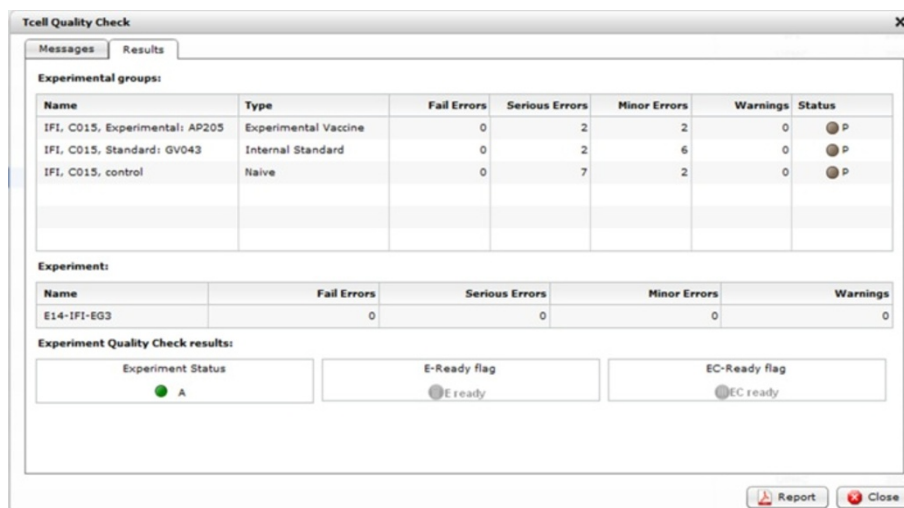 Tcell Quality Check
Messages Results
Experimental groups:
Name Type Fail Errors Serious Errors Minor Errors Warnings Status
IFI, C015, Experimental: AP205 Experimental Vaccine 0 2 2 0 P
IFI, C015, Standard: GV043 Internal Standard 0 2 6 0 P
IFI, C015, control Naive 0 7 2 0 P
Experiment:
Name Fail Errors Serious Errors Minor Errors Warnings
E14-IFI-EG3 0 0 0 0
Experiment Quality Check results:
Experiment Status E-Ready flag EC-Ready flag
A E ready EC ready
Report Close